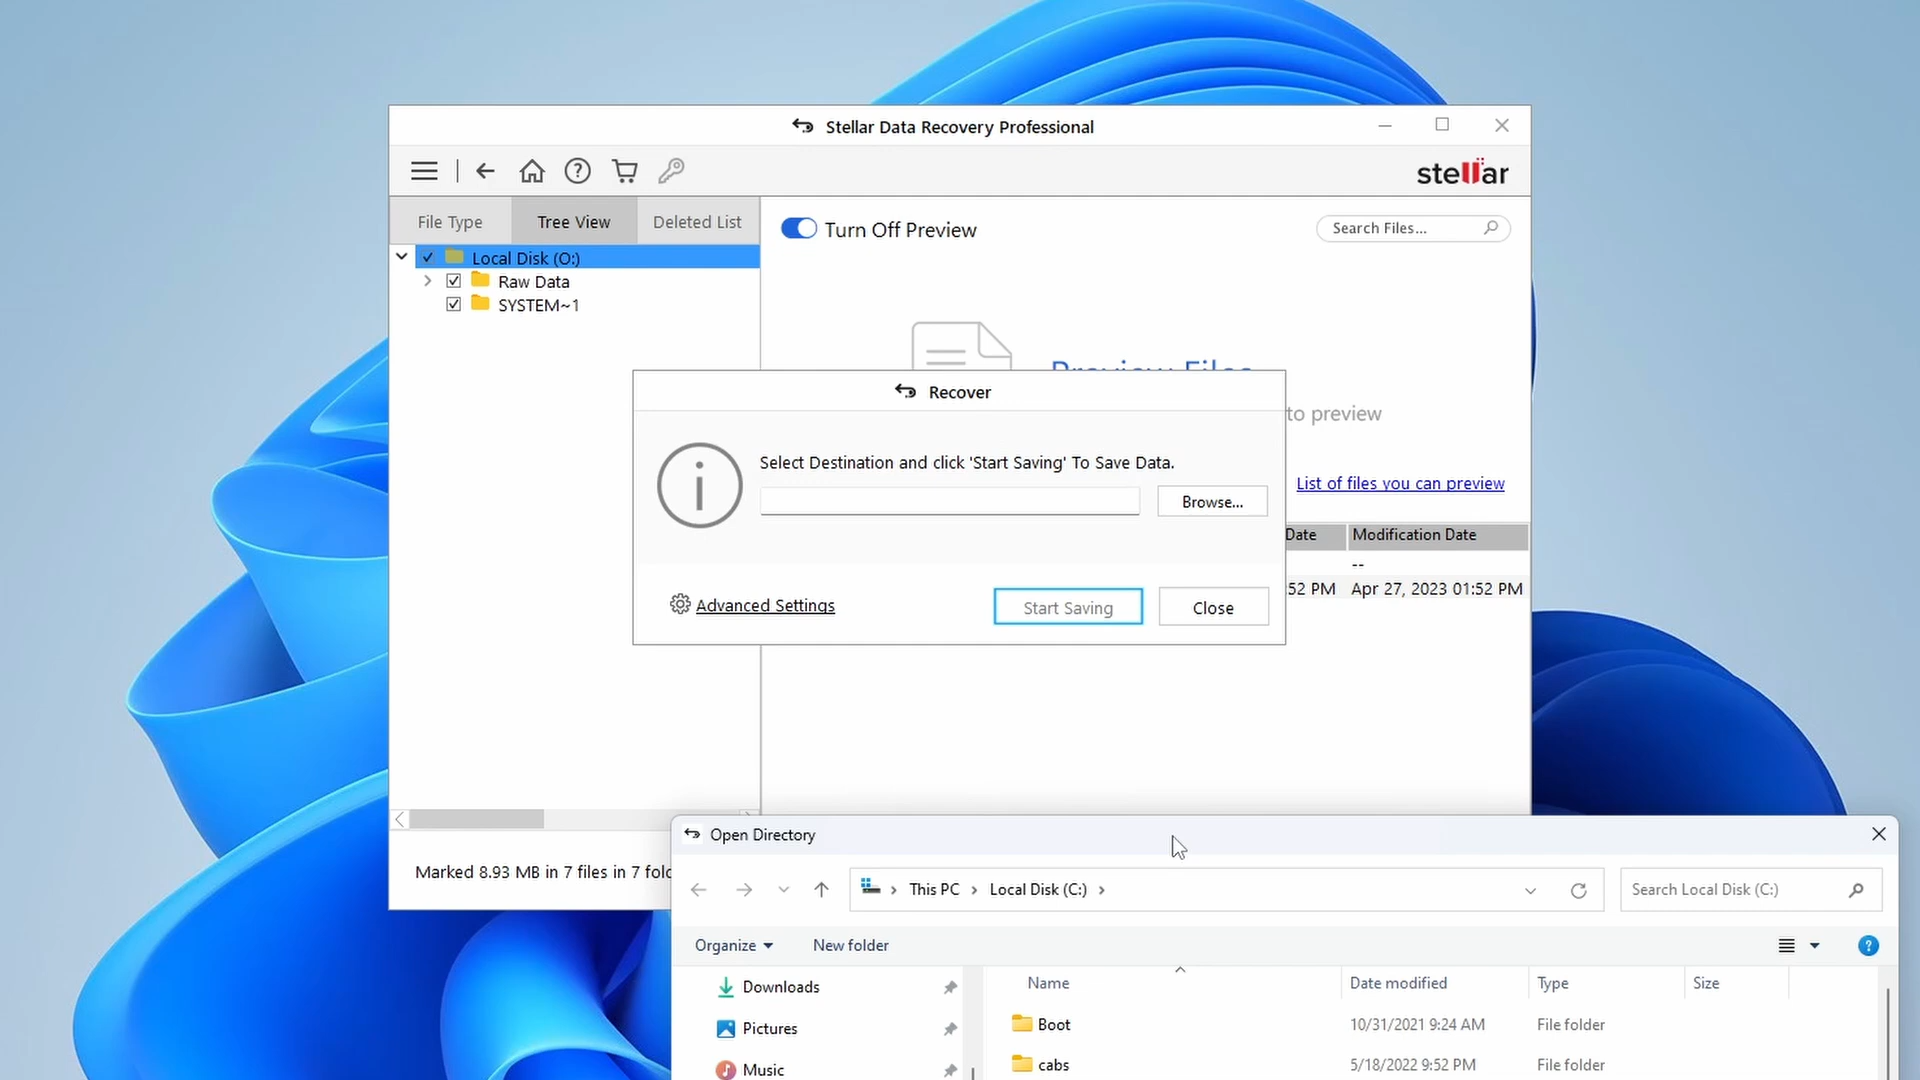 Stellar Data Recovery Professional
stellar
File Type
Tree View
Deleted List
Turn Off Preview
Search Files...
Local Disk (O:)
Raw Data
SYSTEM~1
Preview Files
to preview
List of files you can preview
Date
Modification Date
--
:52 PM
Apr 27, 2023 01:52 PM
Recover
Select Destination and click 'Start Saving' To Save Data.
Browse...
Advanced Settings
Start Saving
Close
Marked 8.93 MB in 7 files in 7 fol
Open Directory
This PC
Local Disk (C:)
Search Local Disk (C:)
Organize
New folder
Name
Date modified
Type
Size
Downloads
Pictures
Music
Boot
10/31/2021 9:24 AM
File folder
cabs
5/18/2022 9:52 PM
File folder